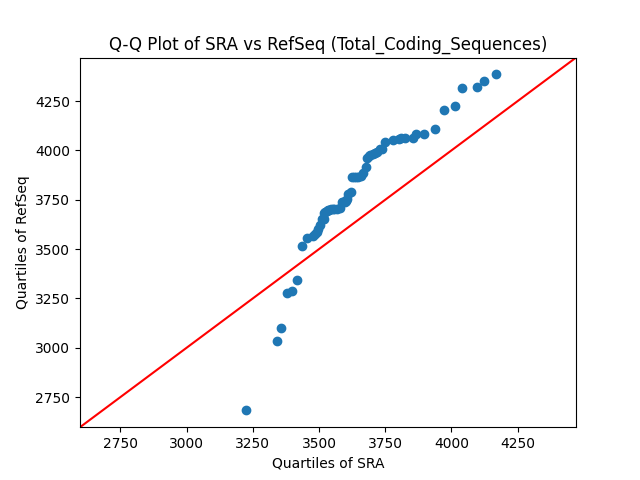 Q-Q Plot of SRA vs RefSeq (Total_Coding_Sequences)
Quartiles of RefSeq
4250
4000
3750
3500
3250
3000
2750
2750 3000 3250 3500 3750 4000 4250
Quartiles of SRA